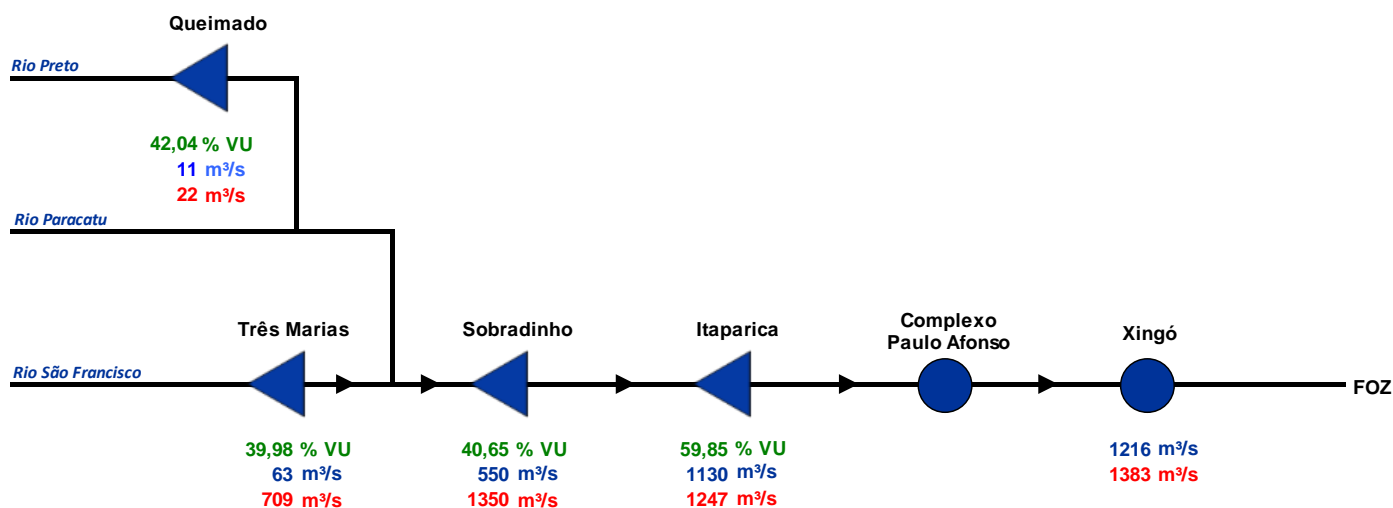 Queimado
Rio Preto
42,04 % VU
11 m³/s
22 m³/s
Rio Paracatu
Três Marias
Sobradinho
Itaparica
Complexo
Paulo Afonso
Xingó
Rio São Francisco
FOZ
39,98 % VU
63 m³/s
709 m³/s
40,65 % VU
550 m³/s
1350 m³/s
59,85 % VU
1130 m³/s
1247 m³/s
1216 m³/s
1383 m³/s